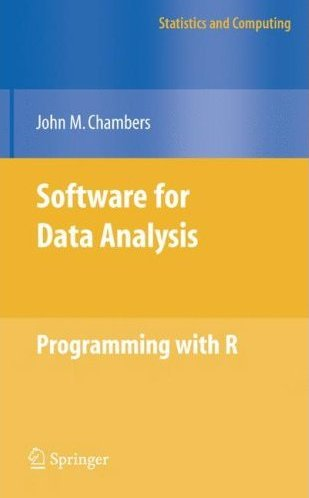 Statistics and Computing
John M. Chambers
Software for
Data Analysis
Programming with R
Springer